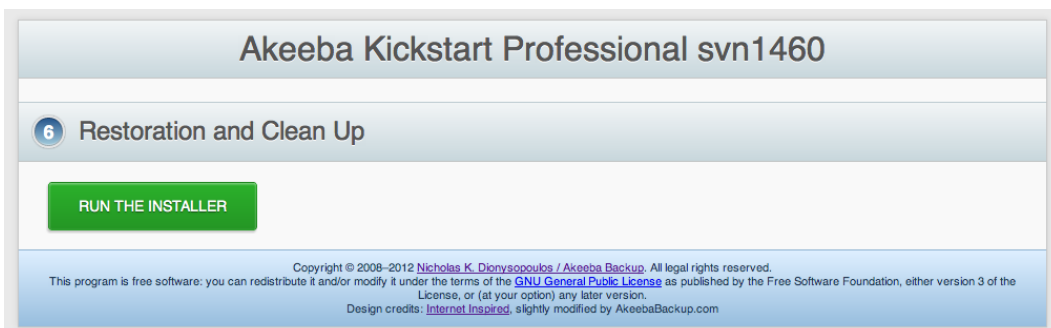 Akeeba Kickstart Professional svn1460
6 Restoration and Clean Up
RUN THE INSTALLER
Copyright © 2008–2012 Nicholas K. Dionysopoulos / Akeeba Backup. All legal rights reserved.
This program is free software: you can redistribute it and/or modify it under the terms of the GNU General Public License as published by the Free Software Foundation, either version 3 of the
License, or (at your option) any later version.
Design credits: Internet Inspired, slightly modified by AkeebaBackup.com